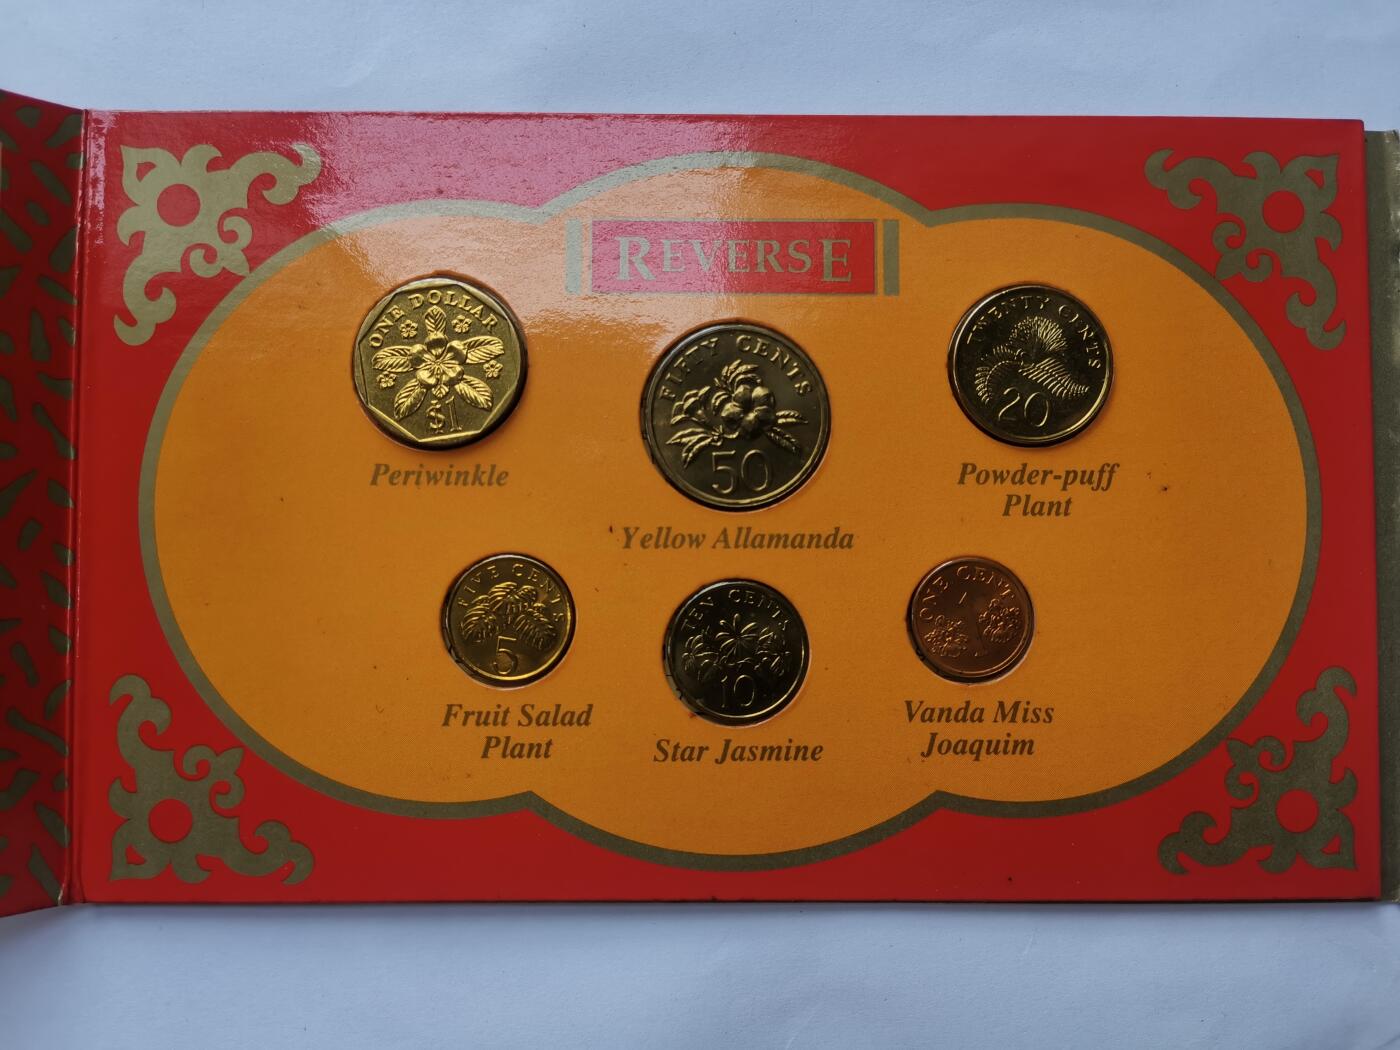 REVERSE
ONE DOLLAR
$1
Periwinkle
FIFTY CENTS
50
Yellow Allamanda
TWENTY CENTS
20
Powder-puff
Plant
FIVE CENTS
5
Fruit Salad
Plant
TEN CENTS
10
Star Jasmine
ONE CENT
1
Vanda Miss
Joaquim